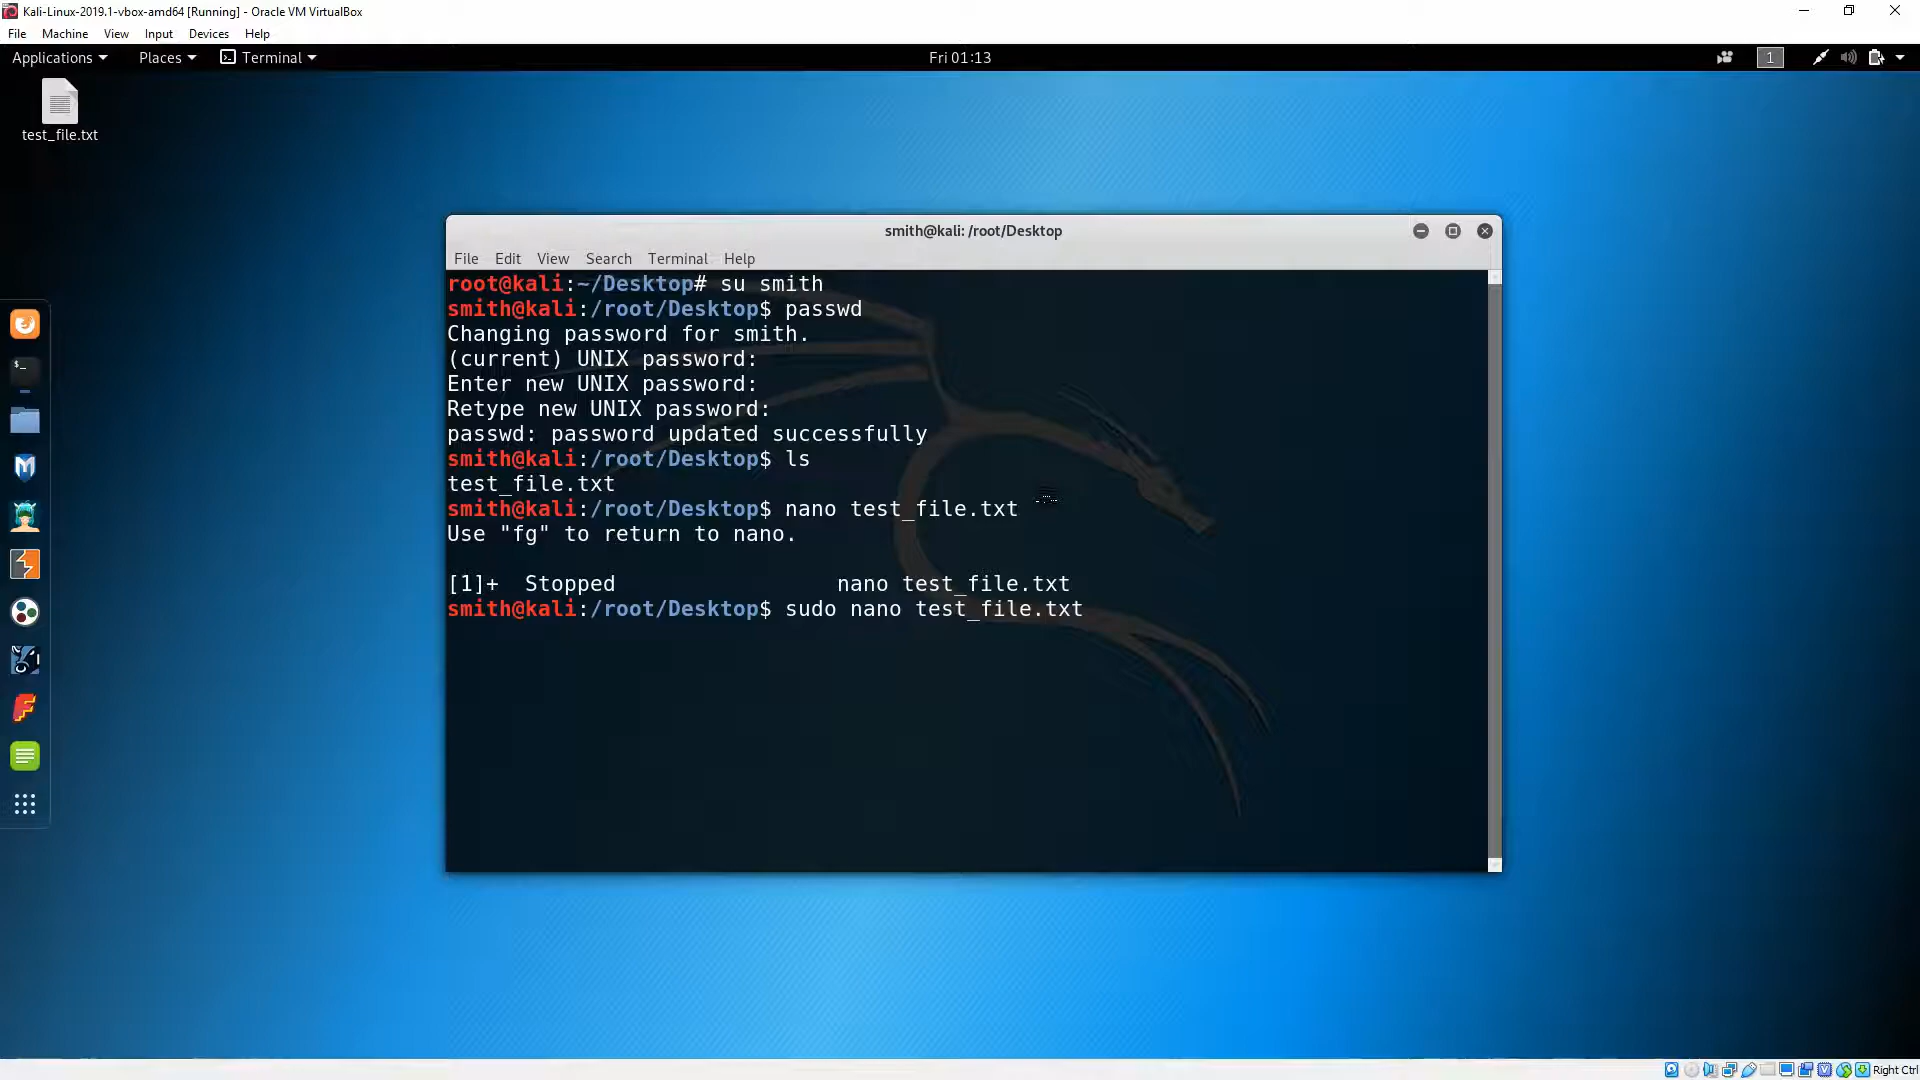 Kali-Linux-2019.1-vbox-amd64 [Running] - Oracle VM VirtualBox
File Machine View Input Devices Help
Applications Places Terminal Fri 01:13 1
test_file.txt
smith@kali: /root/Desktop
File Edit View Search Terminal Help
root@kali:~/Desktop# su smith
smith@kali:/root/Desktop$ passwd
Changing password for smith.
(current) UNIX password:
Enter new UNIX password:
Retype new UNIX password:
passwd: password updated successfully
smith@kali:/root/Desktop$ ls
test_file.txt
smith@kali:/root/Desktop$ nano test_file.txt
Use "fg" to return to nano.
[1]+  Stopped                 nano test_file.txt
smith@kali:/root/Desktop$ sudo nano test_file.txt
Right Ctrl